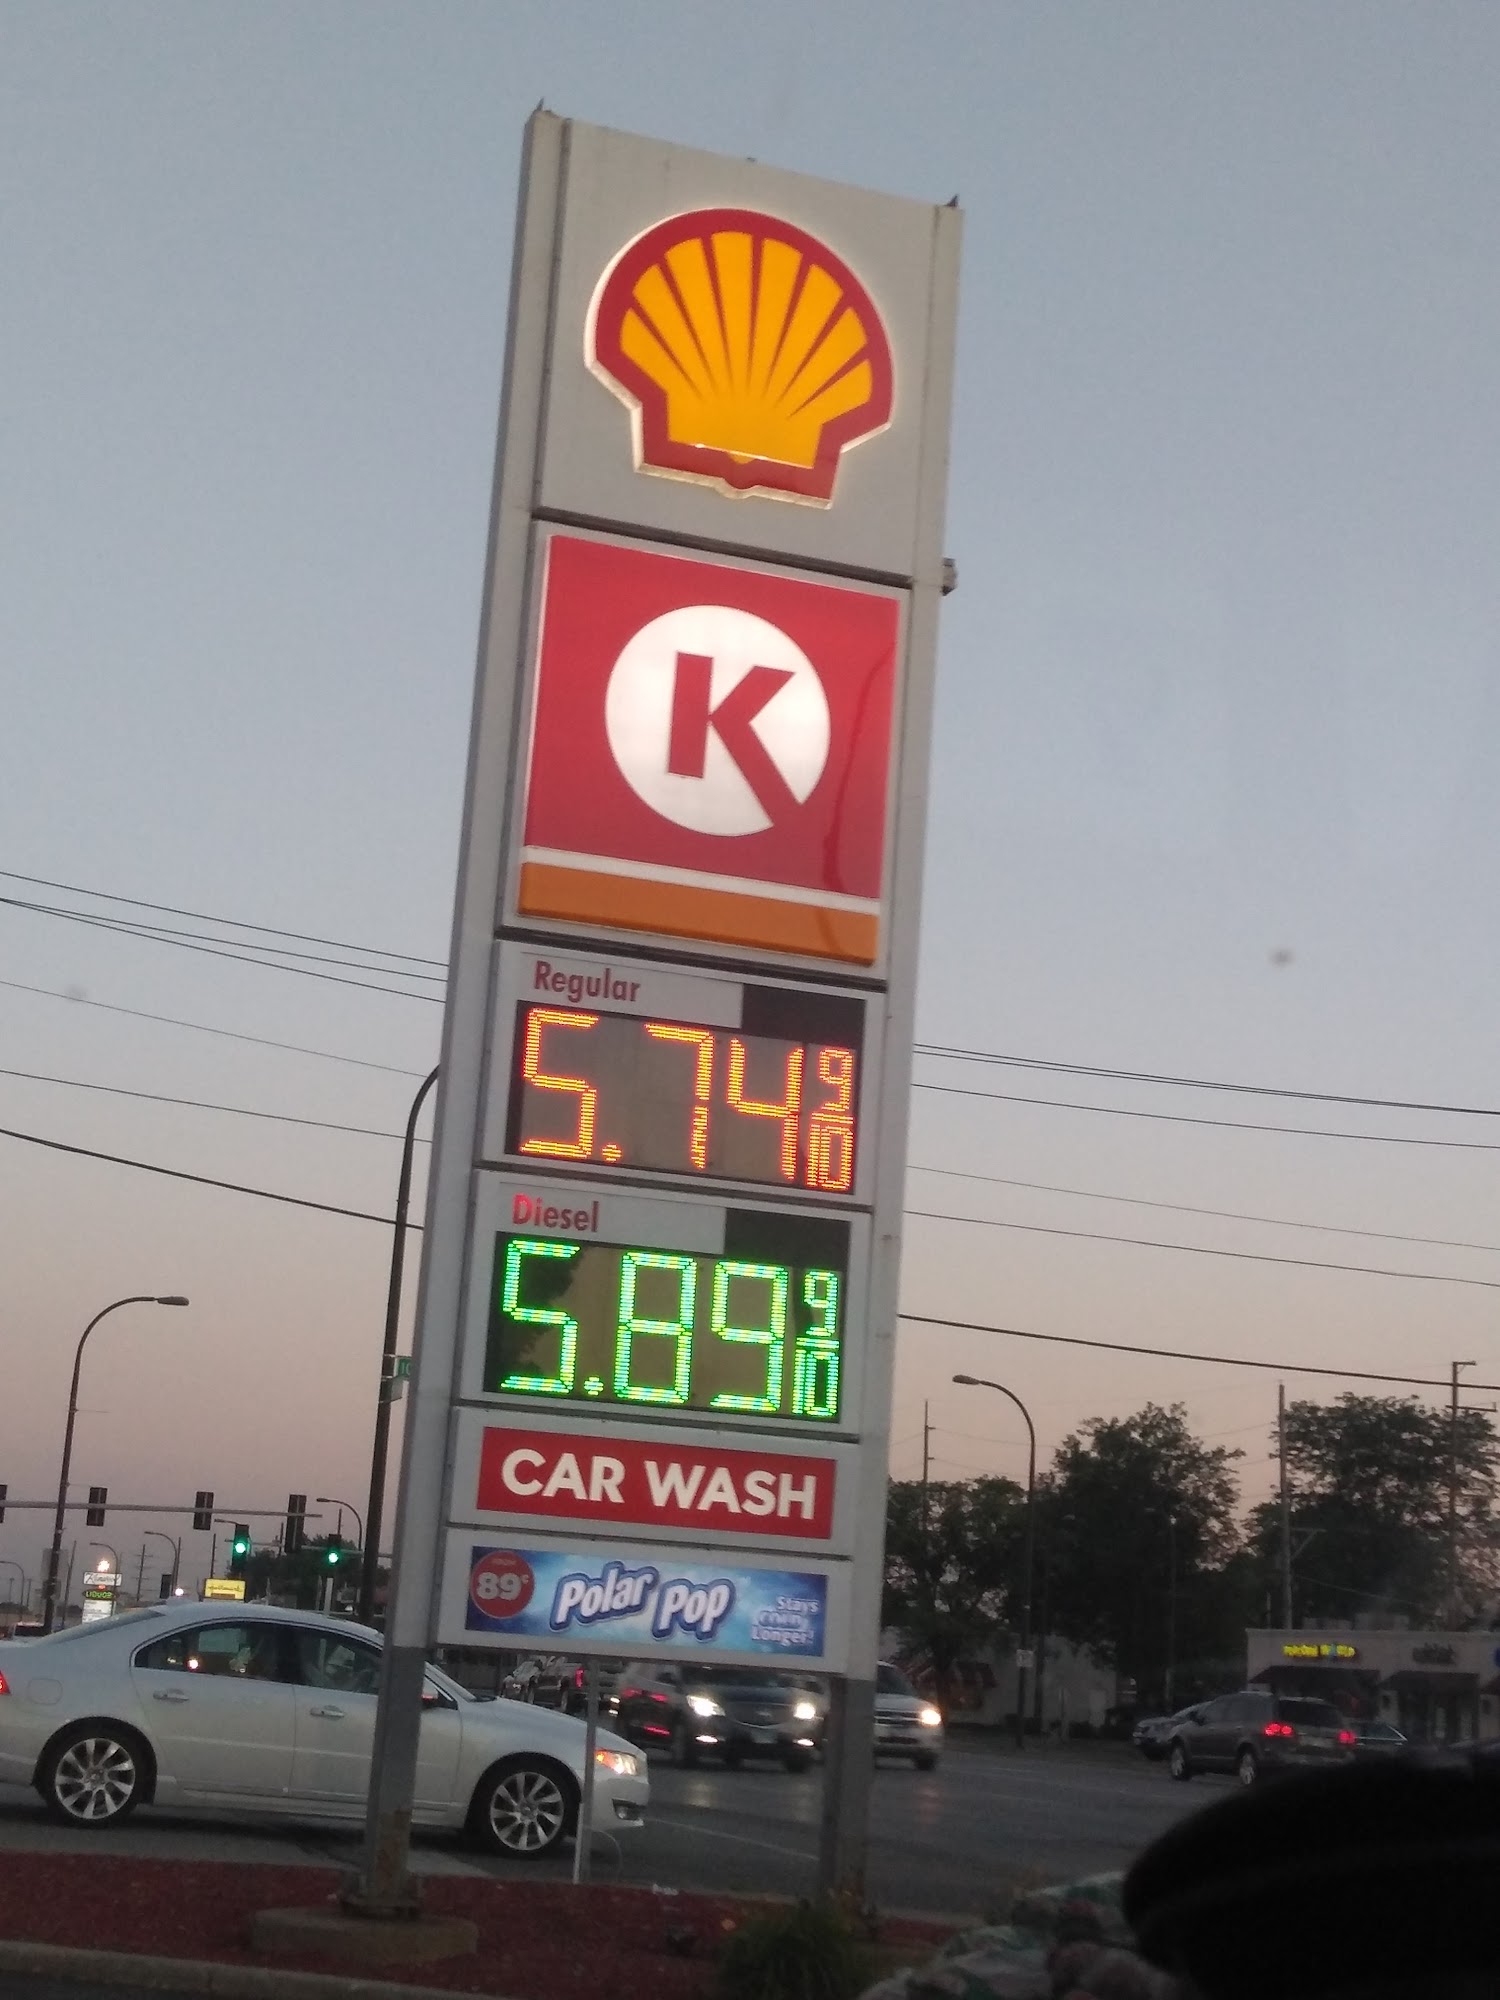 K
Regular
5.74 9/10
Diesel
5.89 9/10
CAR WASH
89¢
Polar Pop
Stays
COLD
Longer!
LIQUOR